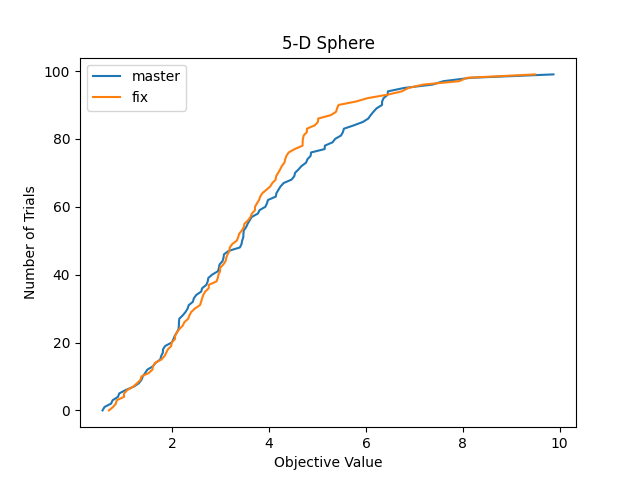 5-D Sphere
master
fix
Number of Trials
100
80
60
40
20
0
2 4 6 8 10
Objective Value